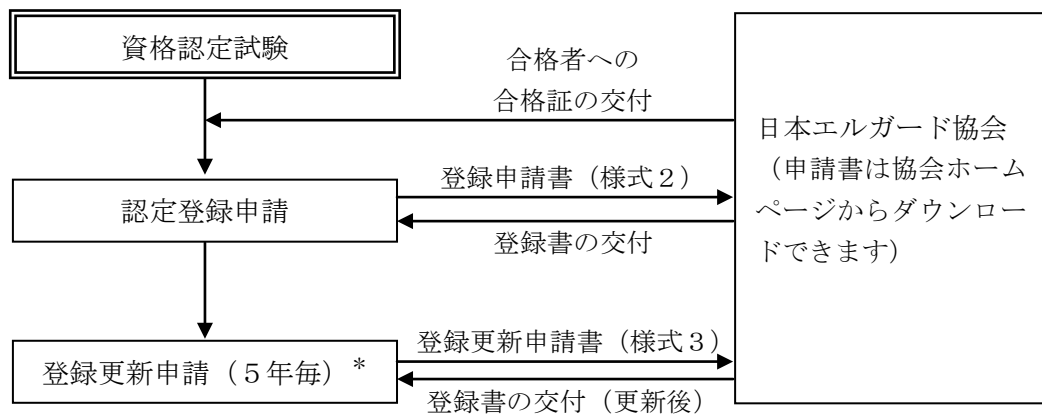 資格認定試験
合格者への
合格証の交付
日本エルガード協会
（申請書は協会ホーム
ページからダウンロー
ドできます）
登録申請書（様式２）
認定登録申請
登録書の交付
登録更新申請書（様式３）
登録更新申請（５年毎）*
登録書の交付（更新後）